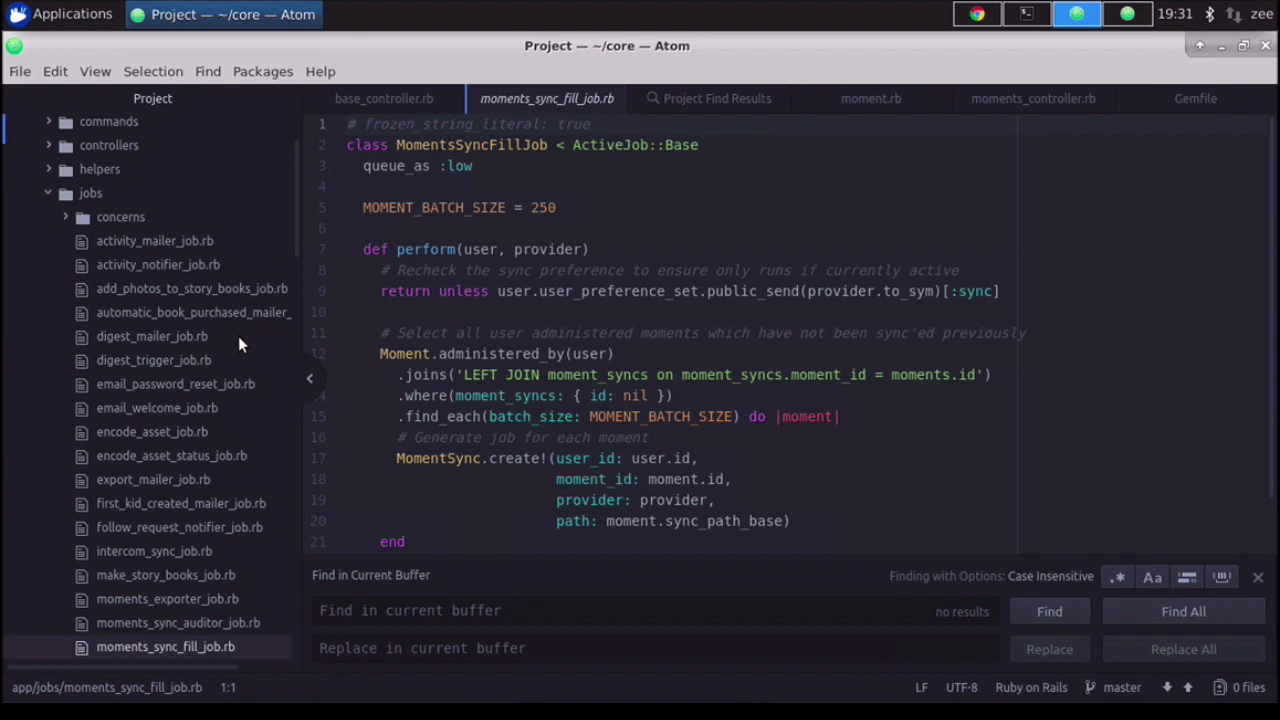 Applications
Project — ~/core — Atom
19:31
zee
Project — ~/core — Atom
File Edit View Selection Find Packages Help
Project
commands
controllers
helpers
jobs
concerns
activity_mailer_job.rb
activity_notifier_job.rb
add_photos_to_story_books_job.rb
automatic_book_purchased_mailer_
digest_mailer_job.rb
digest_trigger_job.rb
email_password_reset_job.rb
email_welcome_job.rb
encode_asset_job.rb
encode_asset_status_job.rb
export_mailer_job.rb
first_kid_created_mailer_job.rb
follow_request_notifier_job.rb
intercom_sync_job.rb
make_story_books_job.rb
moments_exporter_job.rb
moments_sync_auditor_job.rb
moments_sync_fill_job.rb
base_controller.rb moments_sync_fill_job.rb Project Find Results moment.rb moments_controller.rb Gemfile
1 # frozen_string_literal: true
2 class MomentsSyncFillJob < ActiveJob::Base
3 queue_as :low
4
5 MOMENT_BATCH_SIZE = 250
6
7 def perform(user, provider)
8 # Recheck the sync preference to ensure only runs if currently active
9 return unless user.user_preference_set.public_send(provider.to_sym)[:sync]
10
11 # Select all user administered moments which have not been sync'ed previously
12 Moment.administered_by(user)
.joins('LEFT JOIN moment_syncs on moment_syncs.moment_id = moments.id')
14 .where(moment_syncs: { id: nil })
15 .find_each(batch_size: MOMENT_BATCH_SIZE) do |moment|
16 # Generate job for each moment
17 MomentSync.create!(user_id: user.id,
18 moment_id: moment.id,
19 provider: provider,
20 path: moment.sync_path_base)
21 end
Find in Current Buffer
Finding with Options: Case Insensitive
.* Aa
Find in current buffer
no results
Find
Find All
Replace in current buffer
Replace
Replace All
app/jobs/moments_sync_fill_job.rb 1:1
LF UTF-8 Ruby on Rails master 0 files